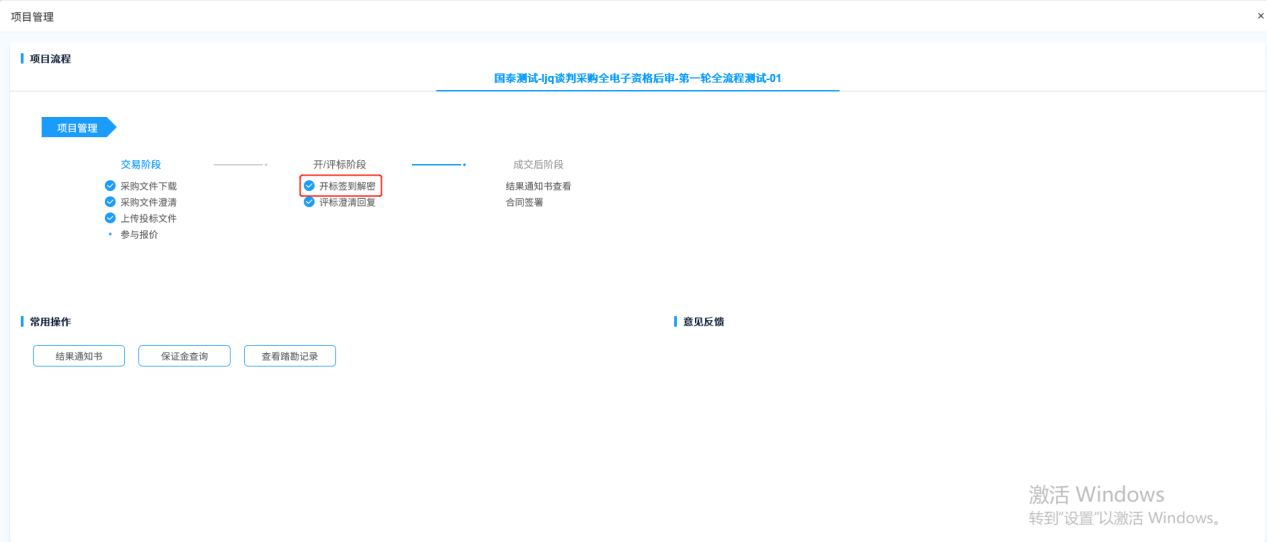 项目管理
×
项目流程
国泰测试-ljq谈判采购全电子资格后审-第一轮全流程测试-01
项目管理
交易阶段 开/评标阶段 成交后阶段
采购文件下载 开标签到解密 结果通知书查看
采购文件澄清 评标澄清回复 合同签署
上传投标文件
参与报价
常用操作 意见反馈
结果通知书 保证金查询 查看踏勘记录
激活 Windows
转到"设置"以激活 Windows。